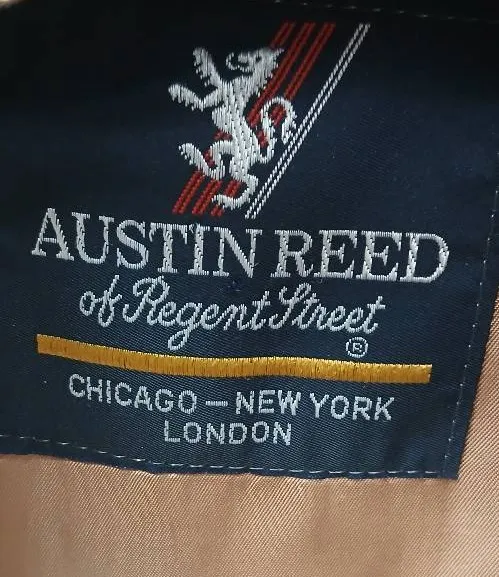 AUSTIN REED
of Regent Street
®
CHICAGO — NEW YORK
LONDON